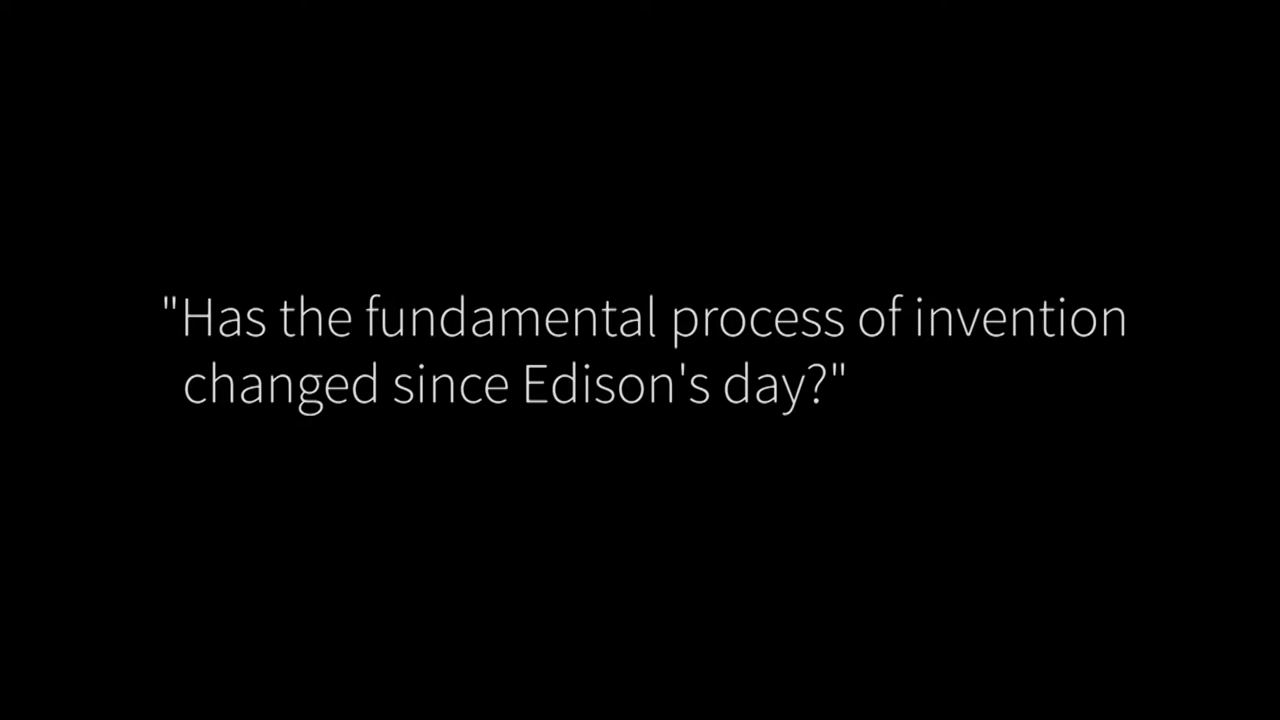 "Has the fundamental process of invention
changed since Edison's day?"